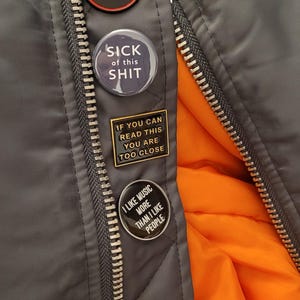 SICK
of this
SHIT
IF YOU CAN
READ THIS
YOU ARE
TOO CLOSE
I LIKE MUSIC
MORE
THAN I LIKE
PEOPLE